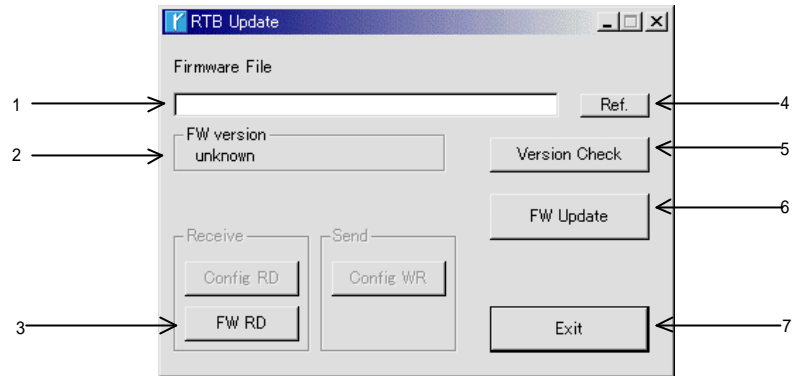 RTB Update
Firmware File
1
Ref.
4
FW version
unknown
2
Version Check
5
FW Update
6
Receive
Send
Config RD
Config WR
3
FW RD
Exit
7